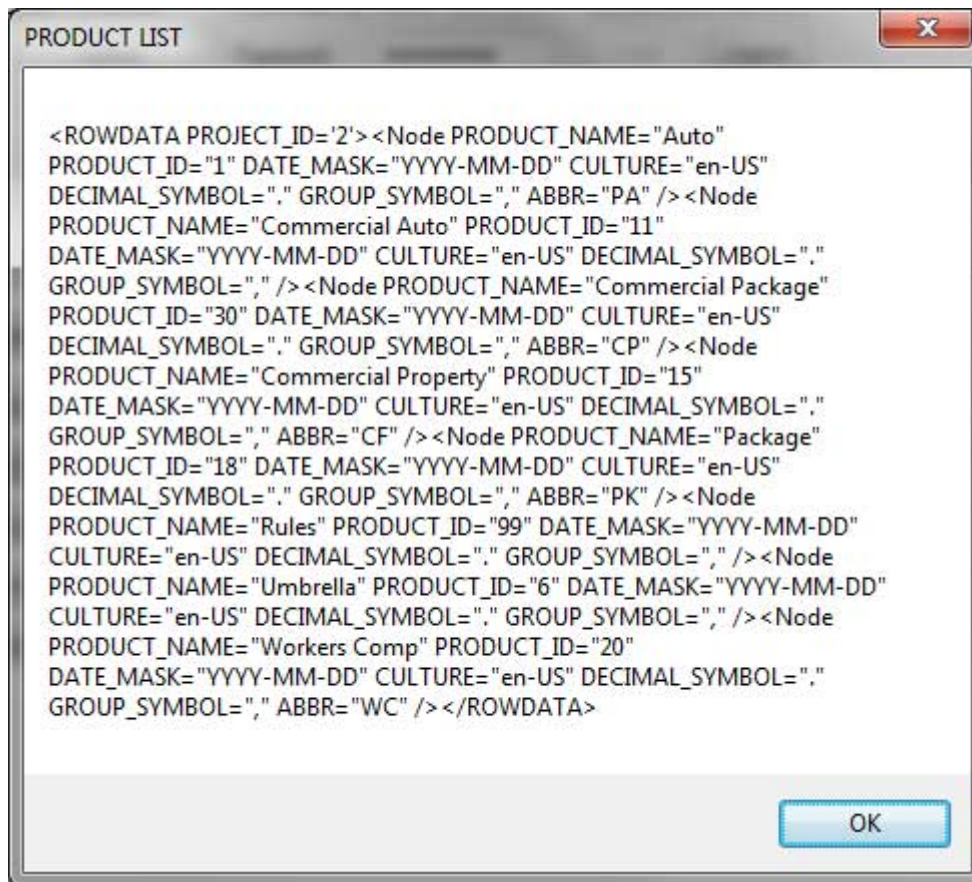 PRODUCT LIST
<ROWDATA PROJECT_ID='2'><Node PRODUCT_NAME="Auto"
PRODUCT_ID="1" DATE_MASK="YYYY-MM-DD" CULTURE="en-US"
DECIMAL_SYMBOL="." GROUP_SYMBOL="," ABBR="PA" /><Node
PRODUCT_NAME="Commercial Auto" PRODUCT_ID="11"
DATE_MASK="YYYY-MM-DD" CULTURE="en-US" DECIMAL_SYMBOL="."
GROUP_SYMBOL="," /><Node PRODUCT_NAME="Commercial Package"
PRODUCT_ID="30" DATE_MASK="YYYY-MM-DD" CULTURE="en-US"
DECIMAL_SYMBOL="." GROUP_SYMBOL="," ABBR="CP" /><Node
PRODUCT_NAME="Commercial Property" PRODUCT_ID="15"
DATE_MASK="YYYY-MM-DD" CULTURE="en-US" DECIMAL_SYMBOL="."
GROUP_SYMBOL="," ABBR="CF" /><Node PRODUCT_NAME="Package"
PRODUCT_ID="18" DATE_MASK="YYYY-MM-DD" CULTURE="en-US"
DECIMAL_SYMBOL="." GROUP_SYMBOL="," ABBR="PK" /><Node
PRODUCT_NAME="Rules" PRODUCT_ID="99" DATE_MASK="YYYY-MM-DD"
CULTURE="en-US" DECIMAL_SYMBOL="." GROUP_SYMBOL="," /><Node
PRODUCT_NAME="Umbrella" PRODUCT_ID="6" DATE_MASK="YYYY-MM-DD"
CULTURE="en-US" DECIMAL_SYMBOL="." GROUP_SYMBOL="," /><Node
PRODUCT_NAME="Workers Comp" PRODUCT_ID="20"
DATE_MASK="YYYY-MM-DD" CULTURE="en-US" DECIMAL_SYMBOL="."
GROUP_SYMBOL="," ABBR="WC" /></ROWDATA>
OK